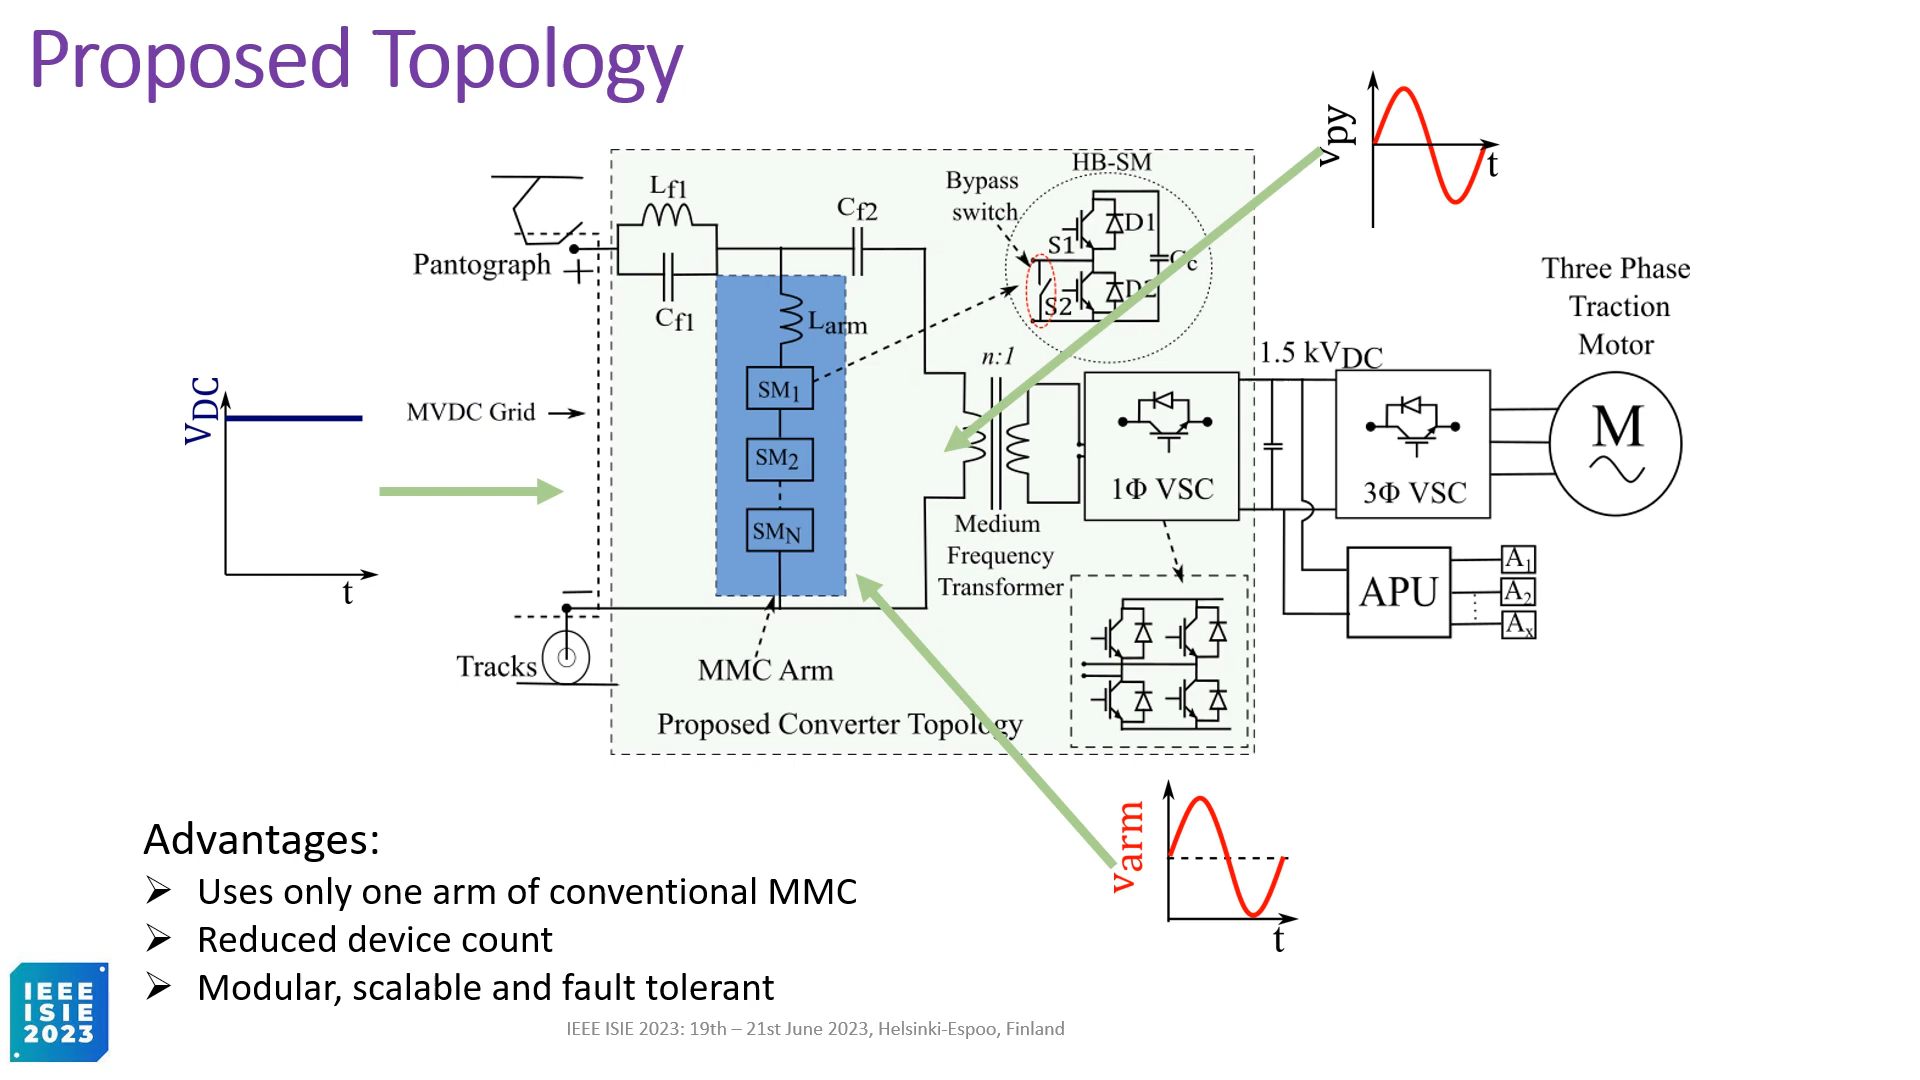 Proposed Topology
vpy
t
HB-SM
Bypass
switch
Lf1
Cf2
D1
S1
Cc
Pantograph
+
D2
S2
Cf1
Larm
Three Phase
Traction
Motor
n:1
1.5 kVDC
VDC
MVDC Grid
SM1
SM2
SMN
M
1Φ VSC
3Φ VSC
Medium
Frequency
Transformer
t
APU
A1
A2
Ax
Tracks
MMC Arm
Proposed Converter Topology
varm
t
Advantages:
➢ Uses only one arm of conventional MMC
➢ Reduced device count
➢ Modular, scalable and fault tolerant
IEEE
ISIE
2023
IEEE ISIE 2023: 19th – 21st June 2023, Helsinki-Espoo, Finland